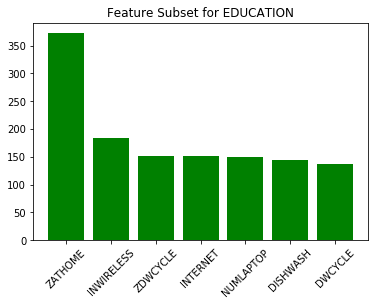 Feature Subset for EDUCATION
350
300
250
200
150
100
50
0
ZATHOME
INWIRELESS
ZDWCYCLE
INTERNET
NUMLAPTOP
DISHWASH
DWCYCLE